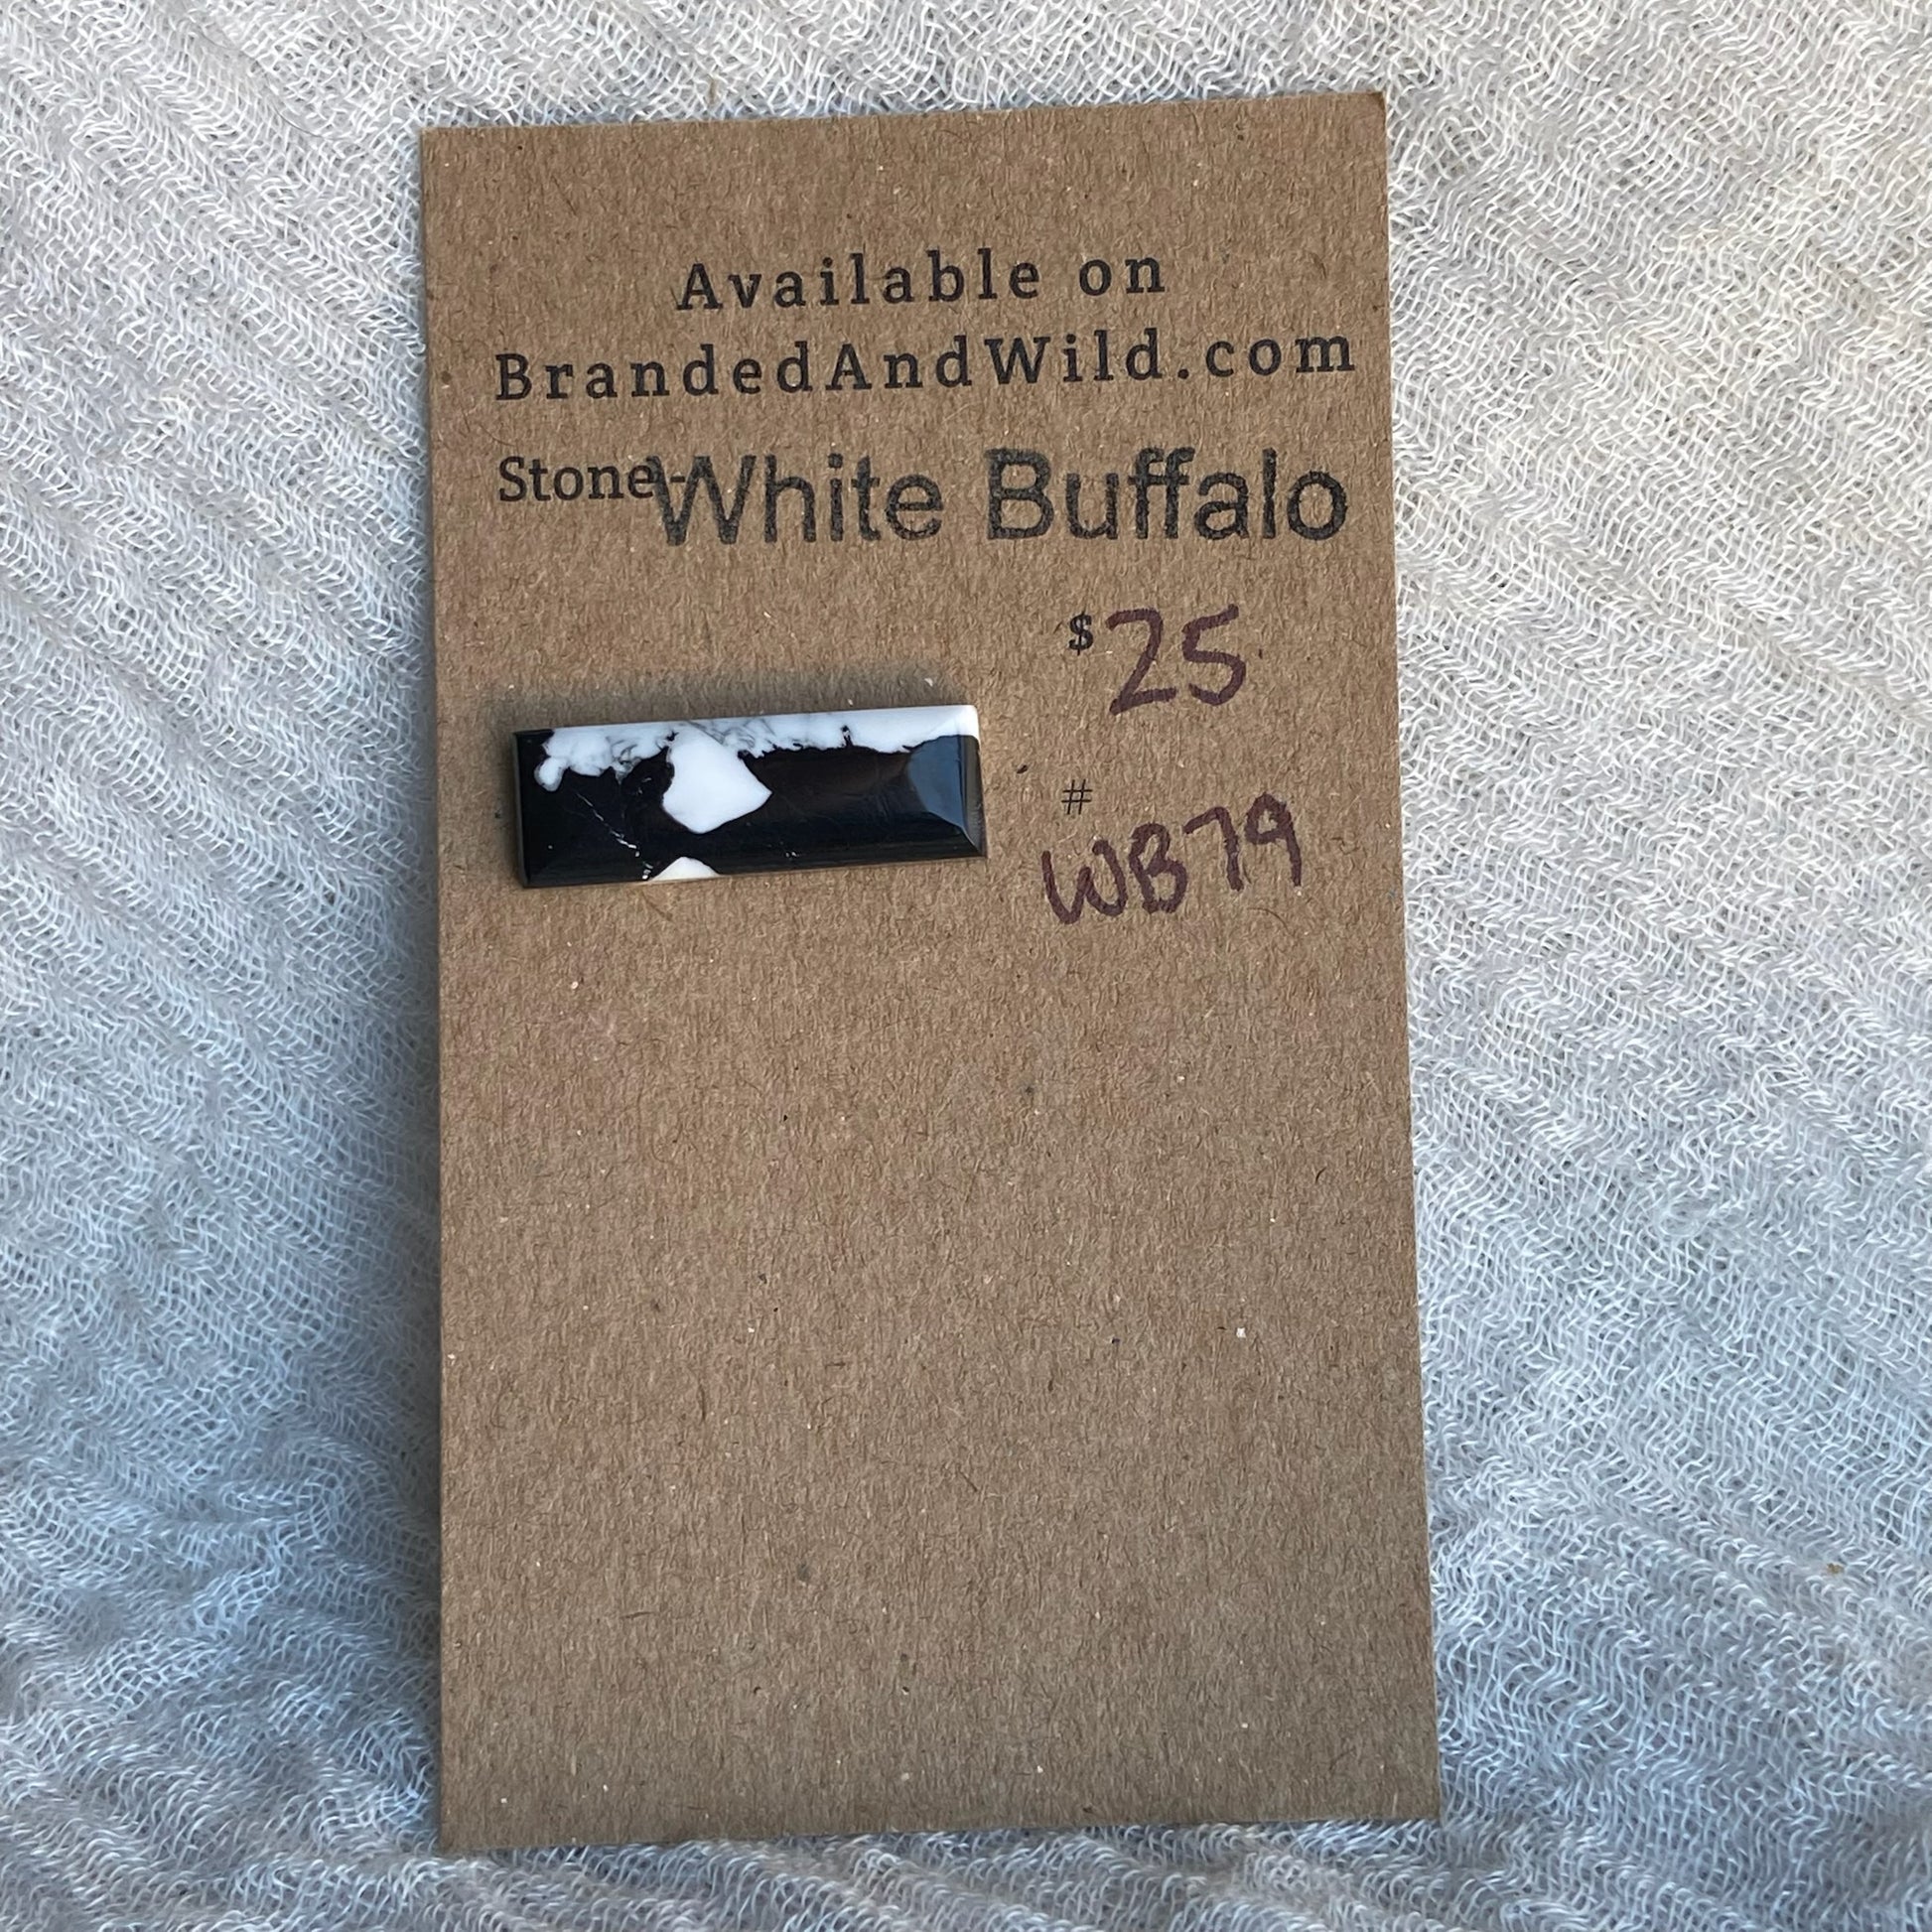 Available on
BrandedAndWild.com
Stone- White Buffalo
$25
#
WB79